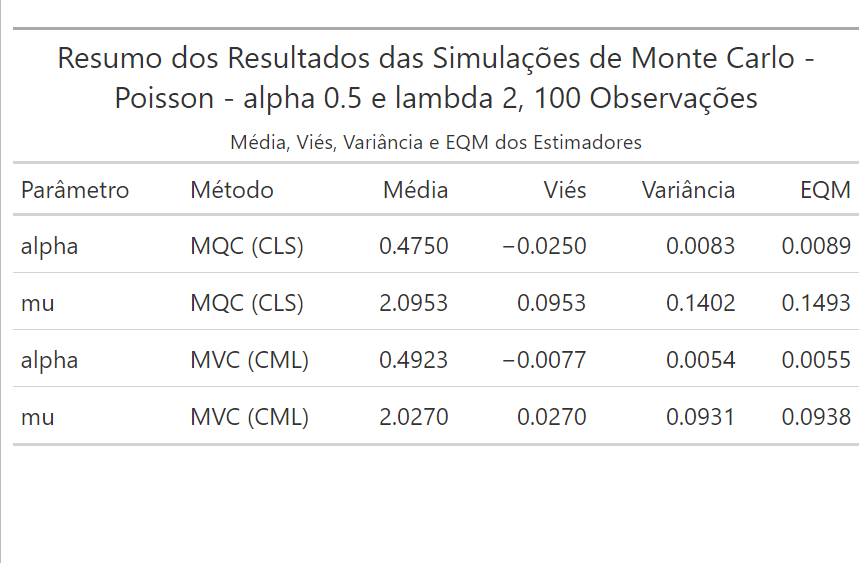 Resumo dos Resultados das Simulações de Monte Carlo -
Poisson - alpha 0.5 e lambda 2, 100 Observações
Média, Viés, Variância e EQM dos Estimadores
Parâmetro Método Média Viés Variância EQM
alpha MQC (CLS) 0.4750 −0.0250 0.0083 0.0089
mu MQC (CLS) 2.0953 0.0953 0.1402 0.1493
alpha MVC (CML) 0.4923 −0.0077 0.0054 0.0055
mu MVC (CML) 2.0270 0.0270 0.0931 0.0938